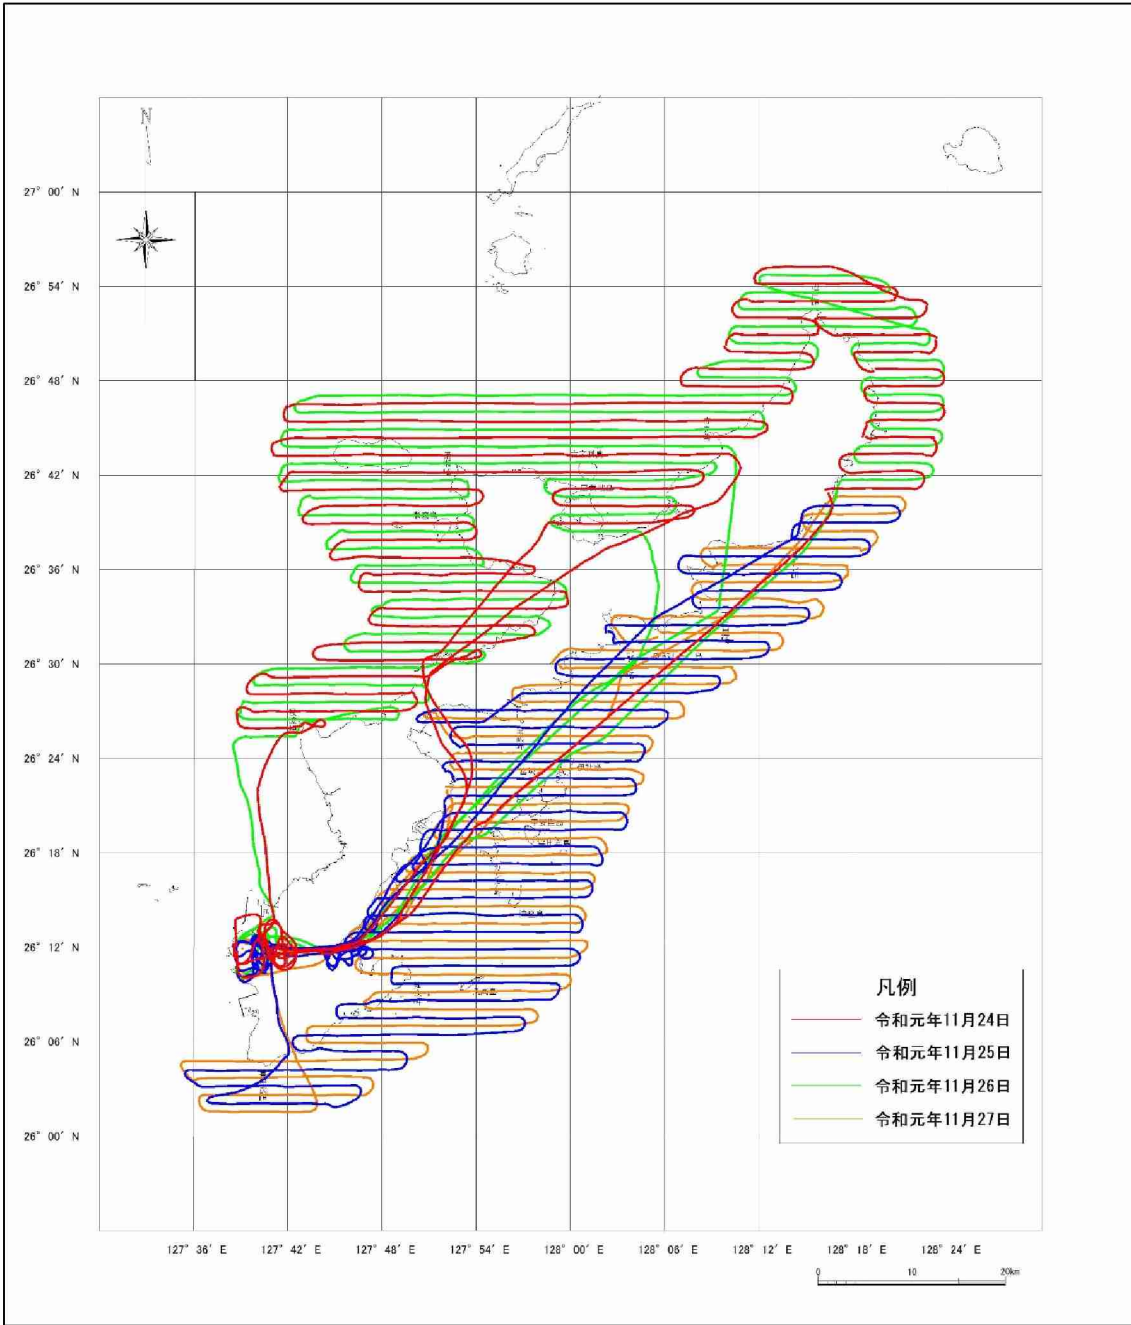 N
27° 00′ N
26° 54′ N
26° 48′ N
26° 42′ N
26° 36′ N
26° 30′ N
26° 24′ N
26° 18′ N
26° 12′ N
26° 06′ N
26° 00′ N
凡例
令和元年11月24日
令和元年11月25日
令和元年11月26日
令和元年11月27日
127° 36′ E
127° 42′ E
127° 48′ E
127° 54′ E
128° 00′ E
128° 06′ E
128° 12′ E
128° 18′ E
128° 24′ E
0
10
20km